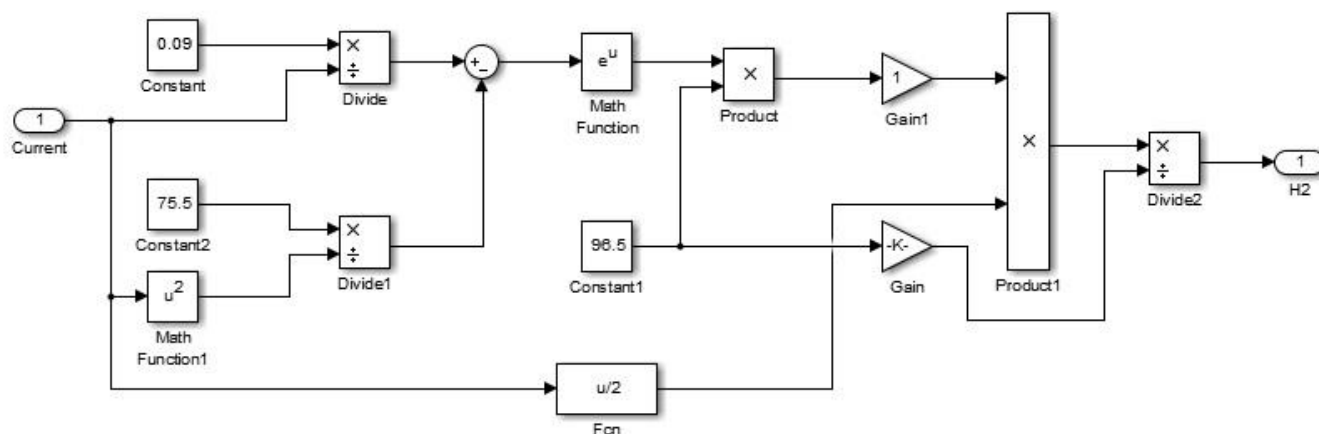 0.09
×
÷
Constant
Divide
+
-
e^u
Math
Function
×
Product
1
Gain1
1
Current
75.5
×
÷
Constant2
Divide1
u^2
Math
Function1
96.5
Constant1
-K-
Gain
×
Product1
×
÷
Divide2
1
H2
u/2
Fcn